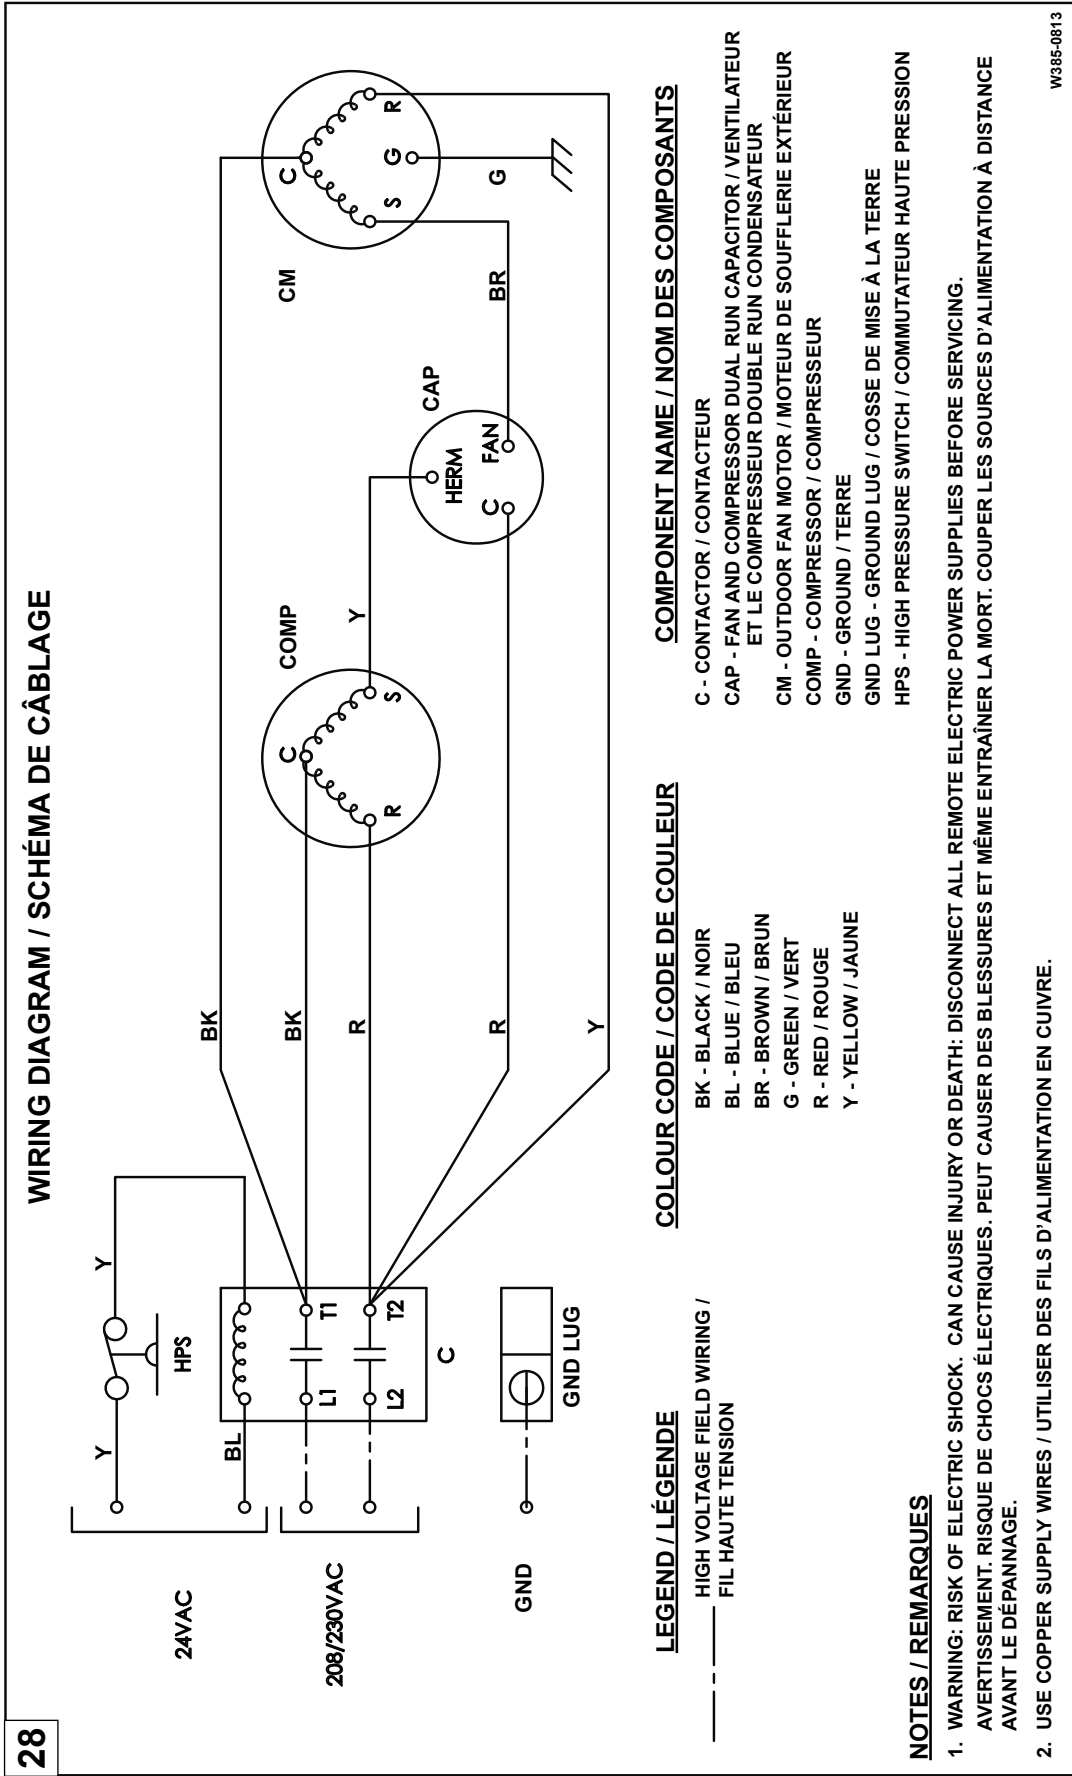 28
WIRING DIAGRAM / SCHÉMA DE CÂBLAGE
24VAC
208/230VAC
GND
Y
Y
HPS
BL
L1
T1
L2
T2
C
GND LUG
BK
BK
R
R
Y
COMP
C
R
S
Y
CAP
HERM
C
FAN
BR
CM
C
S
G
R
G
LEGEND / LÉGENDE
HIGH VOLTAGE FIELD WIRING /
FIL HAUTE TENSION
COLOUR CODE / CODE DE COULEUR
BK - BLACK / NOIR
BL - BLUE / BLEU
BR - BROWN / BRUN
G - GREEN / VERT
R - RED / ROUGE
Y - YELLOW / JAUNE
COMPONENT NAME / NOM DES COMPOSANTS
C - CONTACTOR / CONTACTEUR
CAP - FAN AND COMPRESSOR DUAL RUN CAPACITOR / VENTILATEUR
ET LE COMPRESSEUR DOUBLE RUN CONDENSATEUR
CM - OUTDOOR FAN MOTOR / MOTEUR DE SOUFFLERIE EXTÉRIEUR
COMP - COMPRESSOR / COMPRESSEUR
GND - GROUND / TERRE
GND LUG - GROUND LUG / COSSE DE MISE À LA TERRE
HPS - HIGH PRESSURE SWITCH / COMMUTATEUR HAUTE PRESSION
NOTES / REMARQUES
1. WARNING: RISK OF ELECTRIC SHOCK. CAN CAUSE INJURY OR DEATH: DISCONNECT ALL REMOTE ELECTRIC POWER SUPPLIES BEFORE SERVICING.
AVERTISSEMENT. RISQUE DE CHOCS ÉLECTRIQUES. PEUT CAUSER DES BLESSURES ET MÊME ENTRAÎNER LA MORT. COUPER LES SOURCES D'ALIMENTATION À DISTANCE
AVANT LE DÉPANNAGE.
2. USE COPPER SUPPLY WIRES / UTILISER DES FILS D'ALIMENTATION EN CUIVRE.
W385-0813